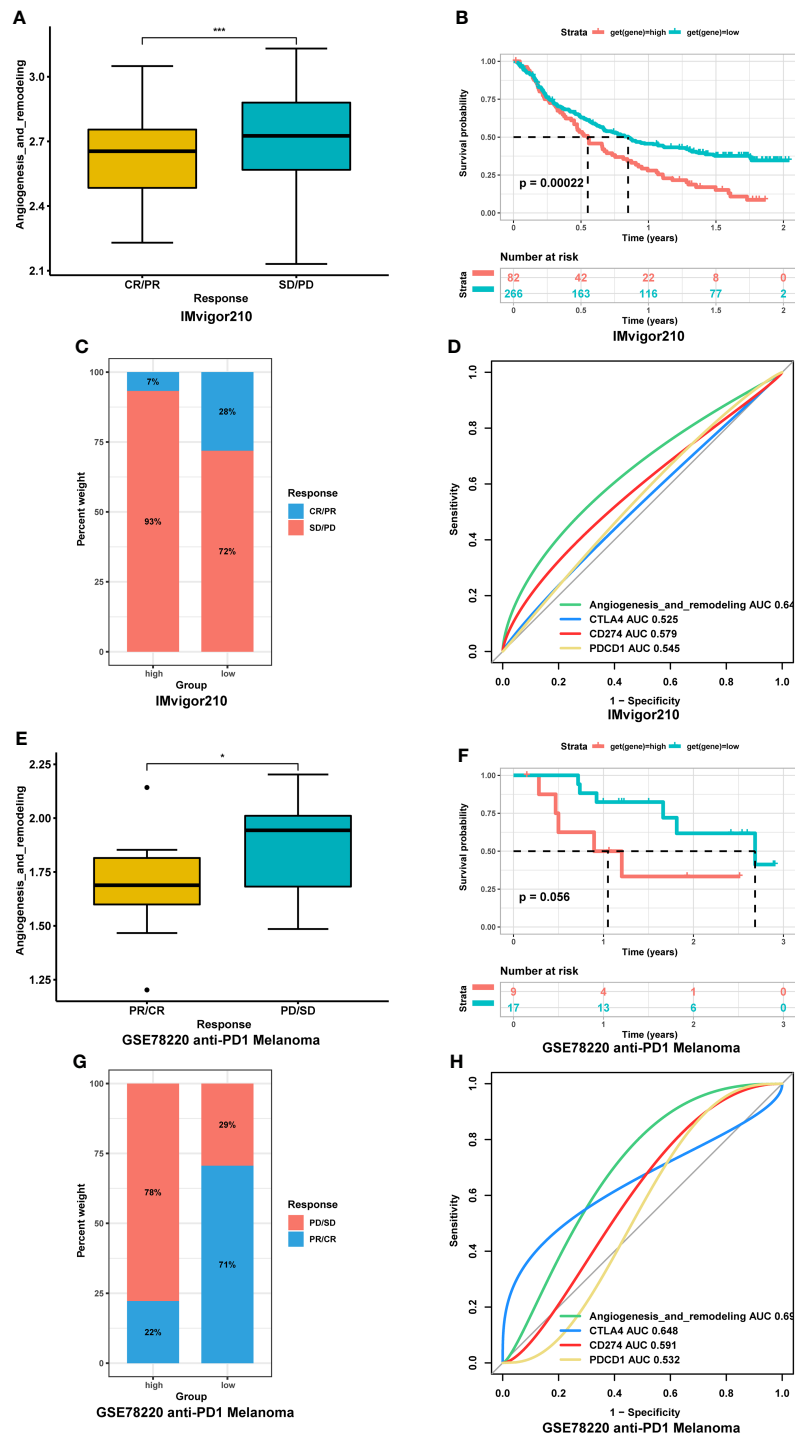 A
***
3.0
2.7
2.4
2.1
Angiogenesis_and_remodeling
CR/PR
SD/PD
Response
IMvigor210
B
Strata get(gene)=high get(gene)=low
1.00
0.75
0.50
0.25
0.00
Survival probability
p = 0.00022
0 0.5 1 1.5 2
Time (years)
Number at risk
Strata
82 42 22 8 0
266 163 116 77 2
0 0.5 1 1.5 2
Time (years)
IMvigor210
C
100
75
50
25
0
Percent weight
7%
93%
28%
72%
high low
Group
IMvigor210
Response
CR/PR
SD/PD
D
1.0
0.8
0.6
0.4
0.2
0.0
Sensitivity
Angiogenesis_and_remodeling AUC 0.64
CTLA4 AUC 0.525
CD274 AUC 0.579
PDCD1 AUC 0.545
0.0 0.2 0.4 0.6 0.8 1.0
1 − Specificity
IMvigor210
E
*
2.25
2.00
1.75
1.50
1.25
Angiogenesis_and_remodeling
PR/CR
PD/SD
Response
GSE78220 anti-PD1 Melanoma
F
Strata get(gene)=high get(gene)=low
1.00
0.75
0.50
0.25
0.00
Survival probability
p = 0.056
0 1 2 3
Time (years)
Number at risk
Strata
9 4 1 0
17 13 6 0
0 1 2 3
Time (years)
GSE78220 anti-PD1 Melanoma
G
100
75
50
25
0
Percent weight
78%
22%
29%
71%
high low
Group
GSE78220 anti-PD1 Melanoma
Response
PD/SD
PR/CR
H
1.0
0.8
0.6
0.4
0.2
0.0
Sensitivity
Angiogenesis_and_remodeling AUC 0.69
CTLA4 AUC 0.648
CD274 AUC 0.591
PDCD1 AUC 0.532
0.0 0.2 0.4 0.6 0.8 1.0
1 − Specificity
GSE78220 anti-PD1 Melanoma